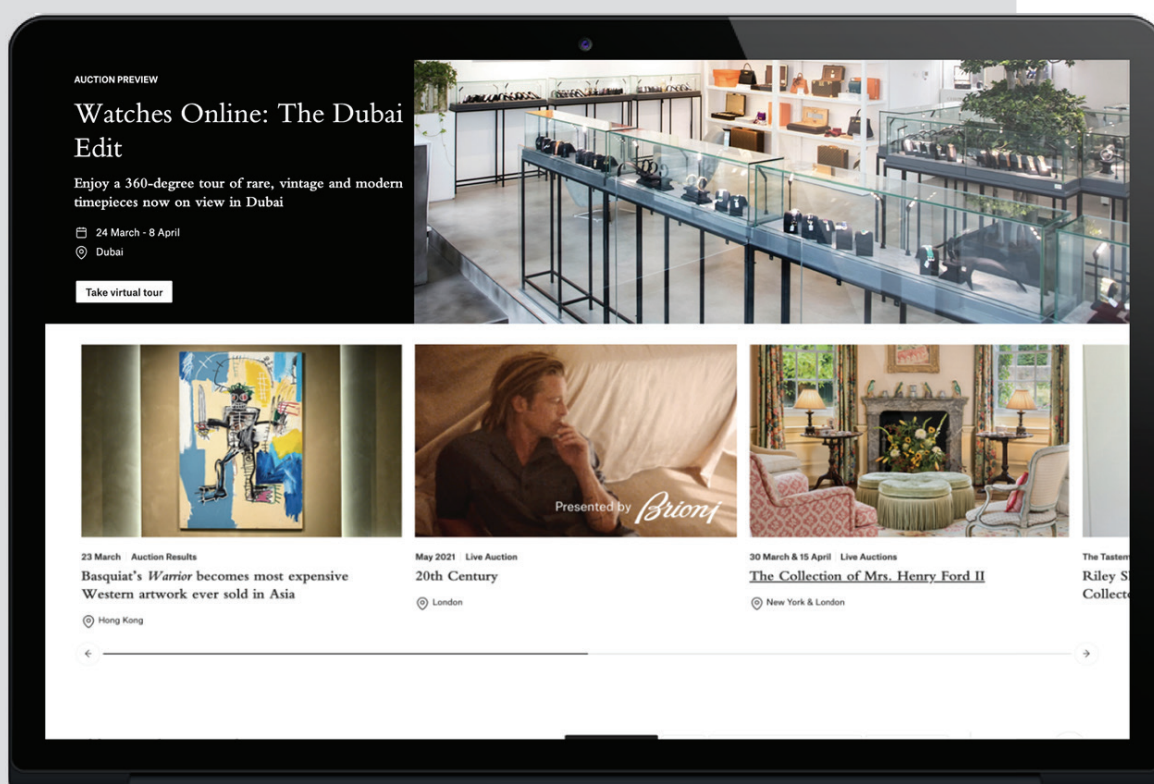 AUCTION PREVIEW
Watches Online: The Dubai
Edit
Enjoy a 360-degree tour of rare, vintage and modern
timepieces now on view in Dubai
24 March - 8 April
Dubai
Take virtual tour
Presented by Brioni
23 March Auction Results
Basquiat's Warrior becomes most expensive
Western artwork ever sold in Asia
Hong Kong
May 2021 Live Auction
20th Century
London
30 March & 15 April Live Auctions
The Collection of Mrs. Henry Ford II
New York & London
The
Riley